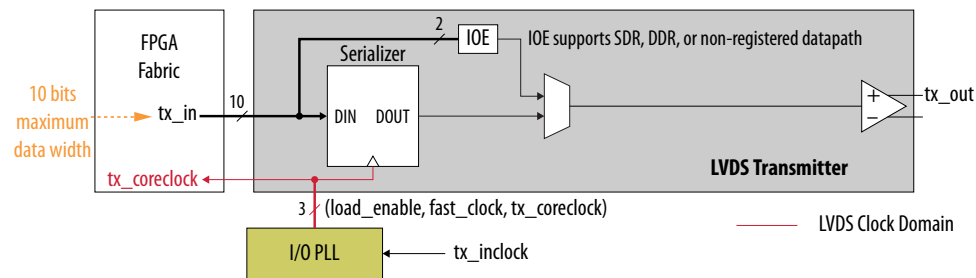 FPGA
Fabric
2
IOE
IOE supports SDR, DDR, or non-registered datapath
Serializer
10 bits
maximum
data width
tx_in
10
DIN
DOUT
+
−
tx_out
tx_coreclock
LVDS Transmitter
3
(load_enable, fast_clock, tx_coreclock)
LVDS Clock Domain
I/O PLL
tx_inclock